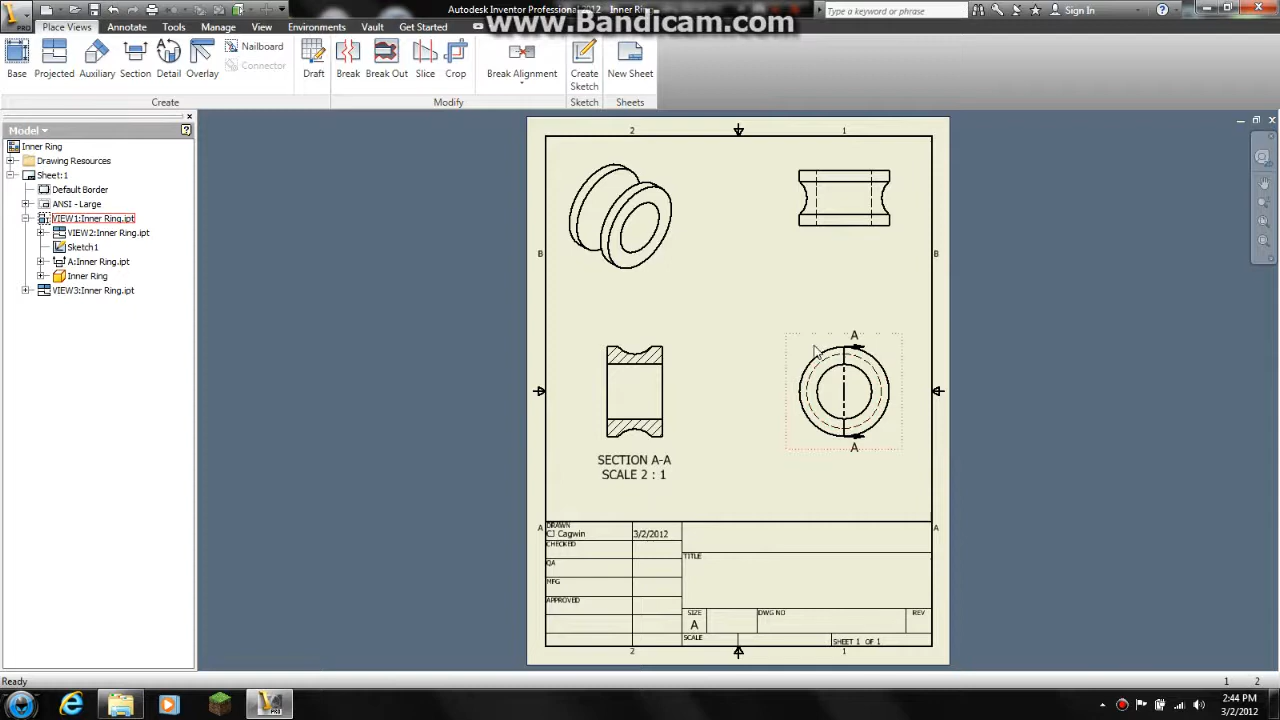 Autodesk Inventor Professional 2012 Inner Ring
www.Bandicam.com
Type a keyword or phrase
Sign In
PRO
Place Views Annotate Tools Manage View Environments Vault Get Started
Base Projected Auxiliary Section Detail Overlay
Nailboard
Connector
Draft Break Break Out Slice Crop Break Alignment
Create Sketch
New Sheet
Create Modify Sketch Sheets
Model
Inner Ring
Drawing Resources
Sheet:1
Default Border
ANSI - Large
VIEW1:Inner Ring.ipt
VIEW2:Inner Ring.ipt
Sketch1
A:Inner Ring.ipt
Inner Ring
VIEW3:Inner Ring.ipt
2 1
B B
A
A
SECTION A-A
SCALE 2 : 1
A A
DRAWN
CJ Cagwin 3/2/2012
CHECKED
QA
MFG
APPROVED
TITLE
SIZE
A
DWG NO
REV
SCALE
SHEET 1 OF 1
2 1
Ready
1 2
PRO
2:44 PM
3/2/2012